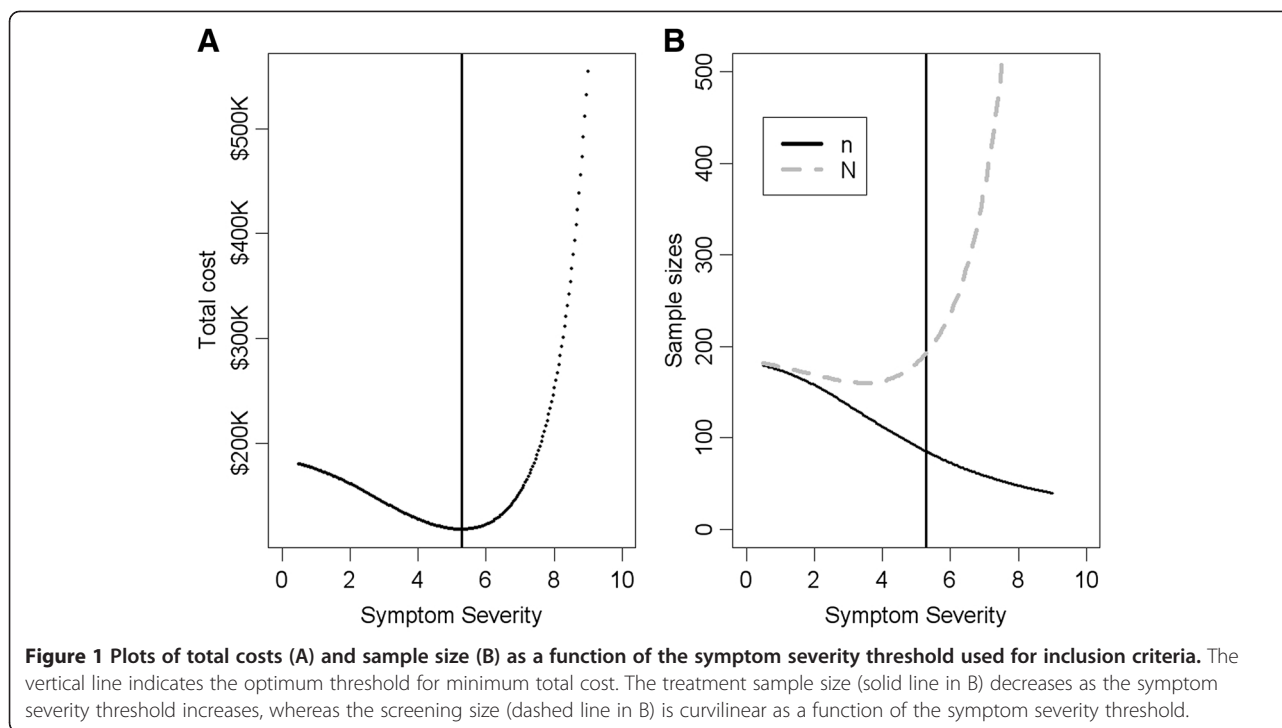 A
B
$500K
$400K
$300K
$200K
Total cost
0 2 4 6 8 10
Symptom Severity
500
400
300
200
100
0
Sample sizes
n
N
0 2 4 6 8 10
Symptom Severity
Figure 1 Plots of total costs (A) and sample size (B) as a function of the symptom severity threshold used for inclusion criteria. The
vertical line indicates the optimum threshold for minimum total cost. The treatment sample size (solid line in B) decreases as the symptom
severity threshold increases, whereas the screening size (dashed line in B) is curvilinear as a function of the symptom severity threshold.